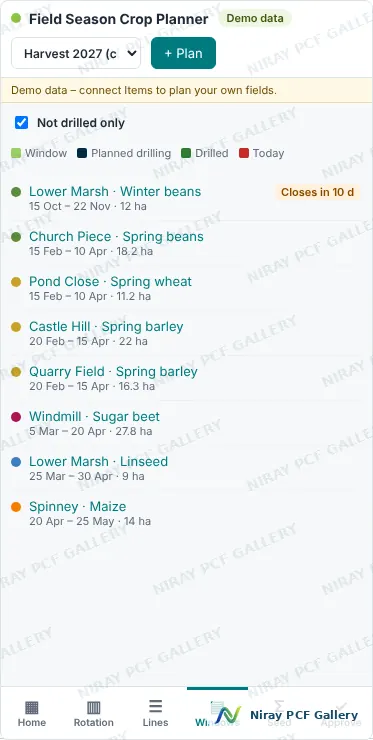 Field Season Crop Planner Demo data
Harvest 2027 (c + Plan
Demo data – connect Items to plan your own fields.
Not drilled only
Window Planned drilling Drilled Today
Lower Marsh · Winter beans Closes in 10 d
15 Oct – 22 Nov · 12 ha
Church Piece · Spring beans
15 Feb – 10 Apr · 18.2 ha
Pond Close · Spring wheat
15 Feb – 10 Apr · 11.2 ha
Castle Hill · Spring barley
20 Feb – 15 Apr · 22 ha
Quarry Field · Spring barley
20 Feb – 15 Apr · 16.3 ha
Windmill · Sugar beet
5 Mar – 20 Apr · 27.8 ha
Lower Marsh · Linseed
25 Mar – 30 Apr · 9 ha
Spinney · Maize
20 Apr – 25 May · 14 ha
NIRAY PCF GALLERY
Home Rotation Lines Seed Approve
Niray PCF Gallery